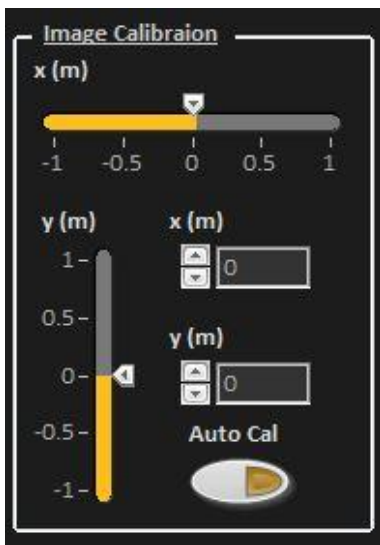 Image Calibraion
x (m)
-1 -0.5 0 0.5 1
y (m) x (m)
1
0
0.5
y (m)
0
0
-0.5
Auto Cal
-1